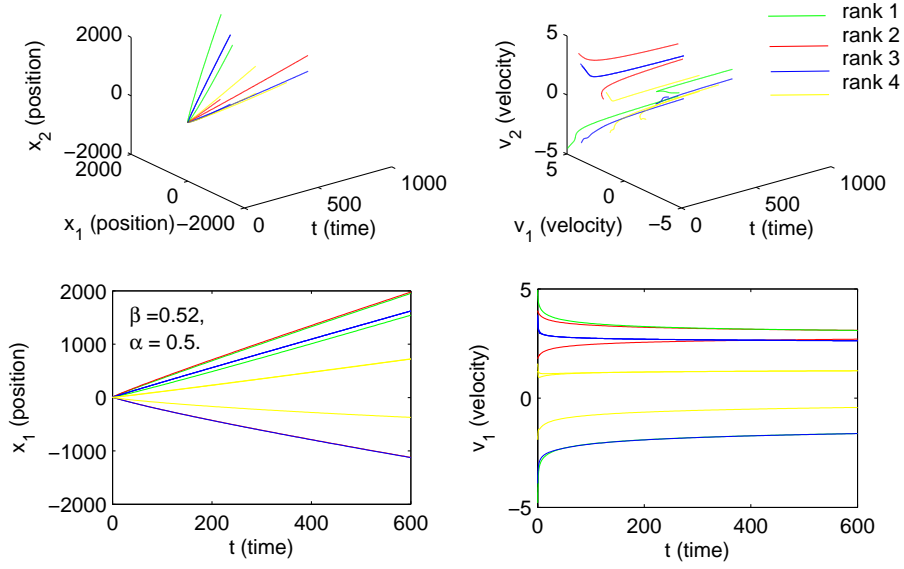 2000
0
−2000
2000
0
−2000
0
500
1000
x2 (position)
x1 (position)
t (time)
5
0
−5
5
0
−5
0
500
1000
v2 (velocity)
v1 (velocity)
t (time)
rank 1
rank 2
rank 3
rank 4
2000
1000
0
−1000
−2000
0
200
400
600
x1 (position)
t (time)
β =0.52,
α = 0.5.
5
0
−5
0
200
400
600
v1 (velocity)
t (time)